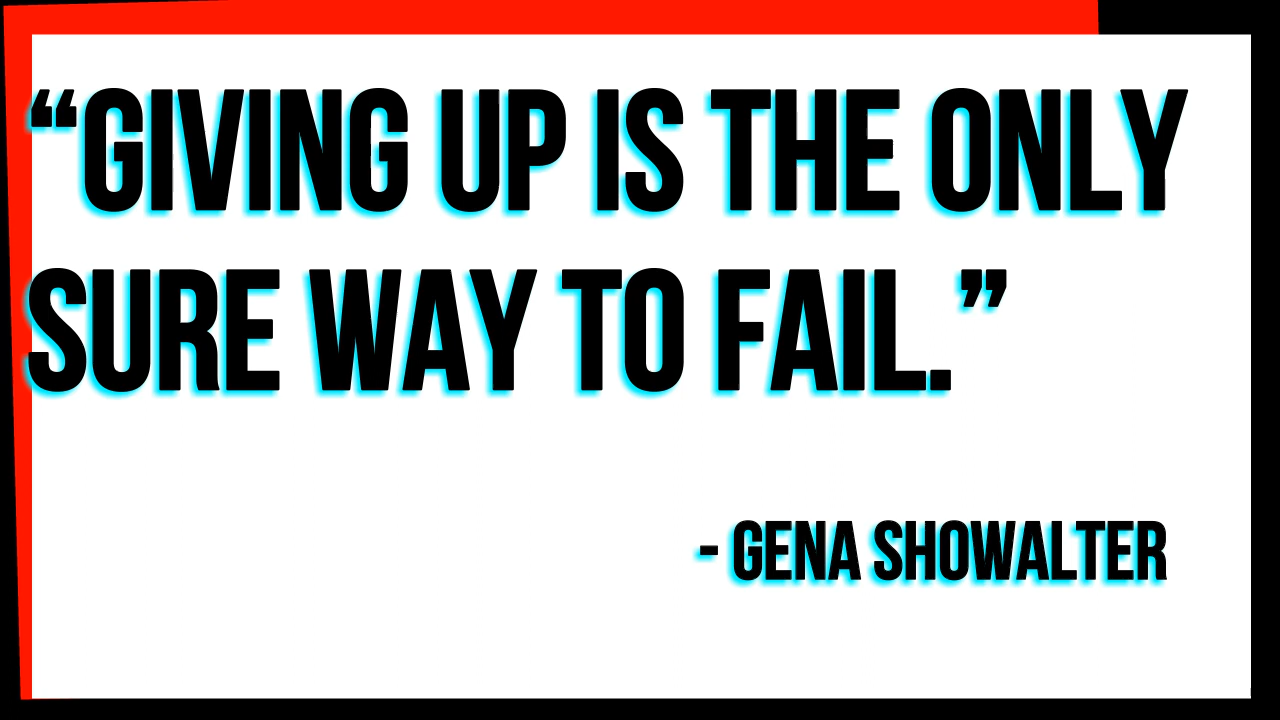 “GIVING UP IS THE ONLY
SURE WAY TO FAIL.”
- GENA SHOWALTER